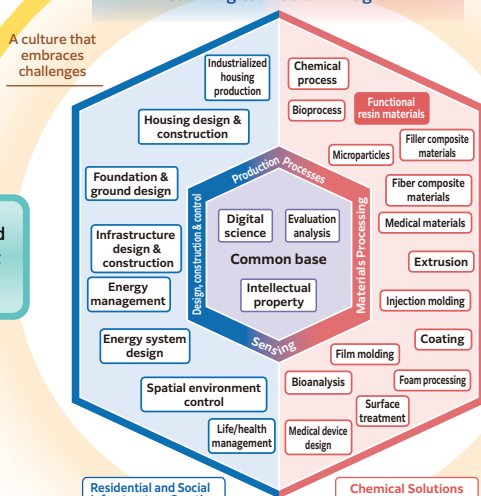 A culture that
embraces
challenges
Industrialized
housing
production
Chemical
process
Bioprocess
Functional
resin materials
Housing design &
construction
Filler composite
materials
Microparticles
Production Processes
Foundation &
ground design
Fiber composite
materials
Medical materials
Design, construction & control
Digital
science
Evaluation
analysis
Materials Processing
Infrastructure
design &
construction
Common base
Extrusion
Energy
management
Intellectual
property
Injection molding
Energy system
design
Sensing
Coating
Film molding
Spatial environment
control
Bioanalysis
Foam processing
Surface
treatment
Life/health
management
Medical device
design
Residential and Social
Chemical Solutions